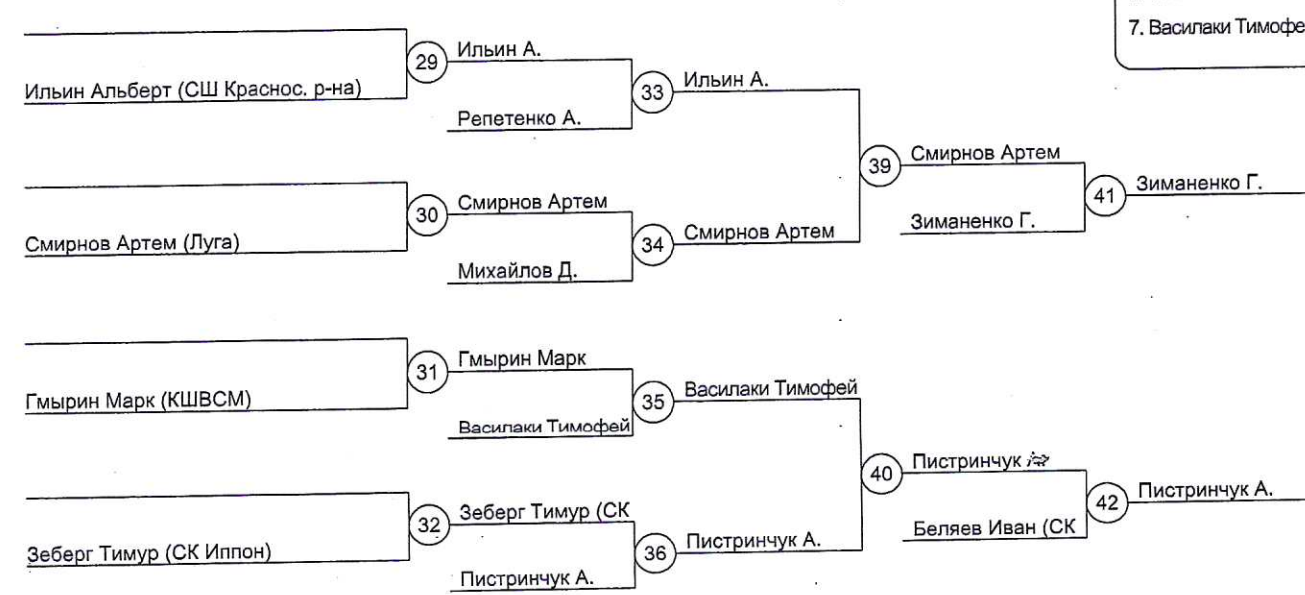 7. Василаки Тимофе
29
Ильин А.
Ильин Альберт (СШ Краснос. р-на)
33
Ильин А.
Репетенко А.
39
Смирнов Артем
30
Смирнов Артем
41
Зиманенко Г.
Смирнов Артем (Луга)
34
Смирнов Артем
Зиманенко Г.
Михайлов Д.
31
Гмырин Марк
Гмырин Марк (КШВСМ)
35
Василаки Тимофей
Василаки Тимофей
40
Пистринчук
32
Зеберг Тимур (СК
42
Пистринчук А.
Зеберг Тимур (СК Иппон)
36
Пистринчук А.
Беляев Иван (СК
Пистринчук А.